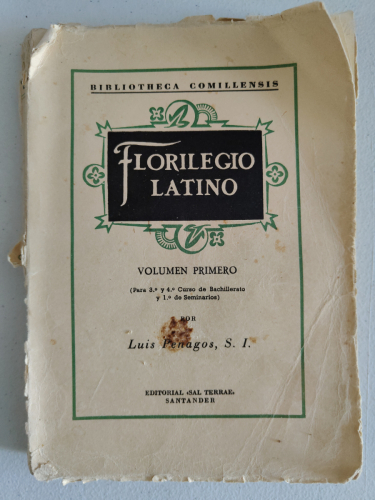 BIBLIOTHECA COMILLENSIS
FLORILEGIO
LATINO
VOLUMEN PRIMERO
(Para 3.º y 4.º Curso de Bachillerato
y 1.º de Seminarios)
POR
Luis Penagos, S. I.
EDITORIAL «SAL TERRAE»
SANTANDER